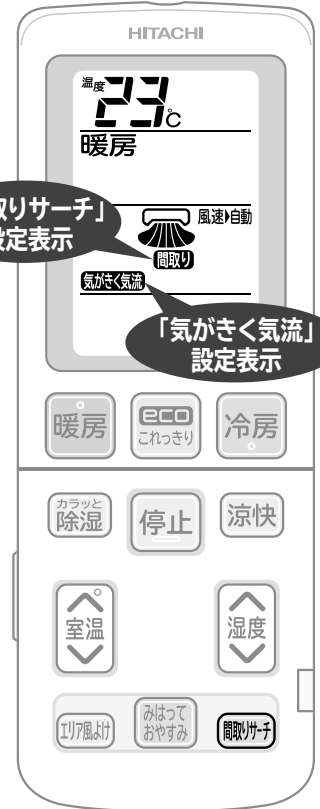 HITACHI
温度23℃
暖房
取りサーチ」
設定表示
風速▶自動
間取り
気がきく気流
「気がきく気流」
設定表示
暖房
eco
これっきり
冷房
カラッと
除湿
停止
涼快
室温
湿度
エリア風よけ
みはって
おやすみ
間取りサーチ